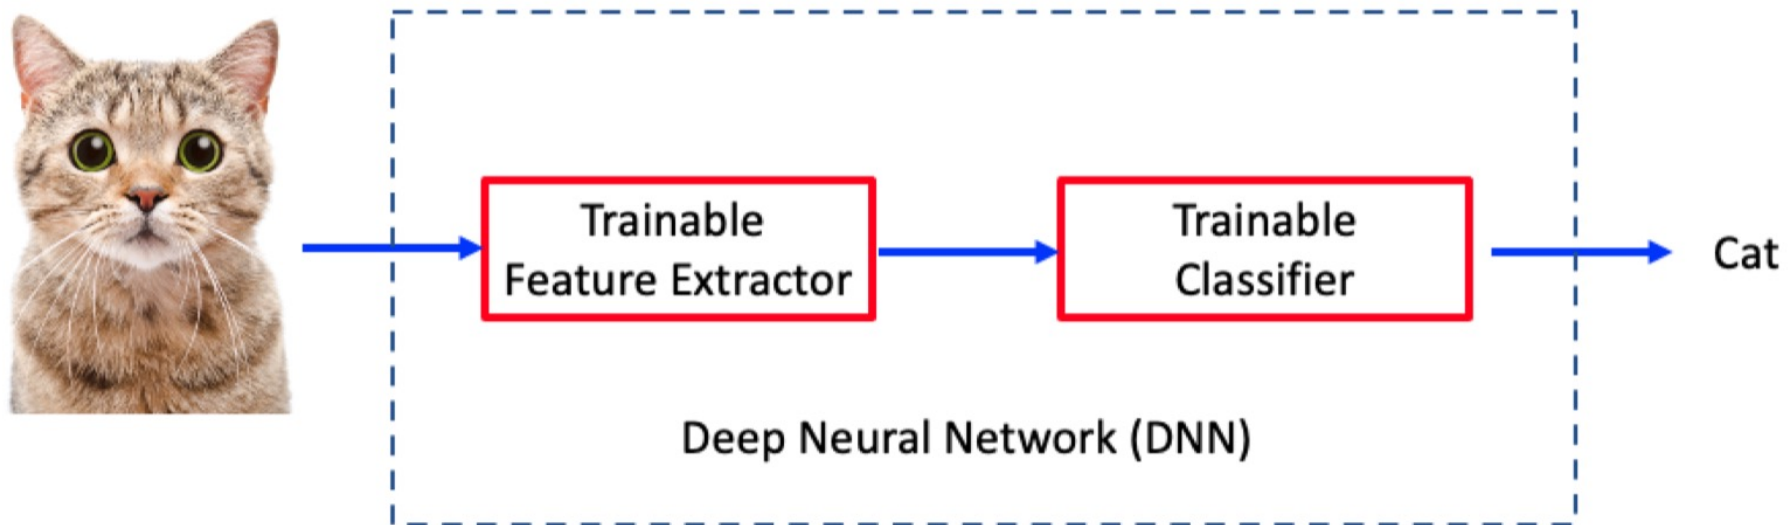 Trainable
Feature Extractor
Trainable
Classifier
Cat
Deep Neural Network (DNN)